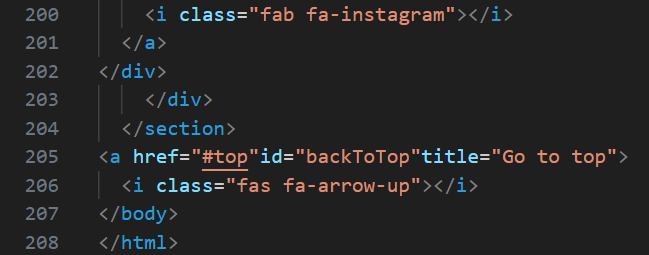 200 <i class="fab fa-instagram"></i>
201 </a>
202 </div>
203 </div>
204 </section>
205 <a href="#top"id="backToTop"title="Go to top">
206 <i class="fas fa-arrow-up"></i>
207 </body>
208 </html>